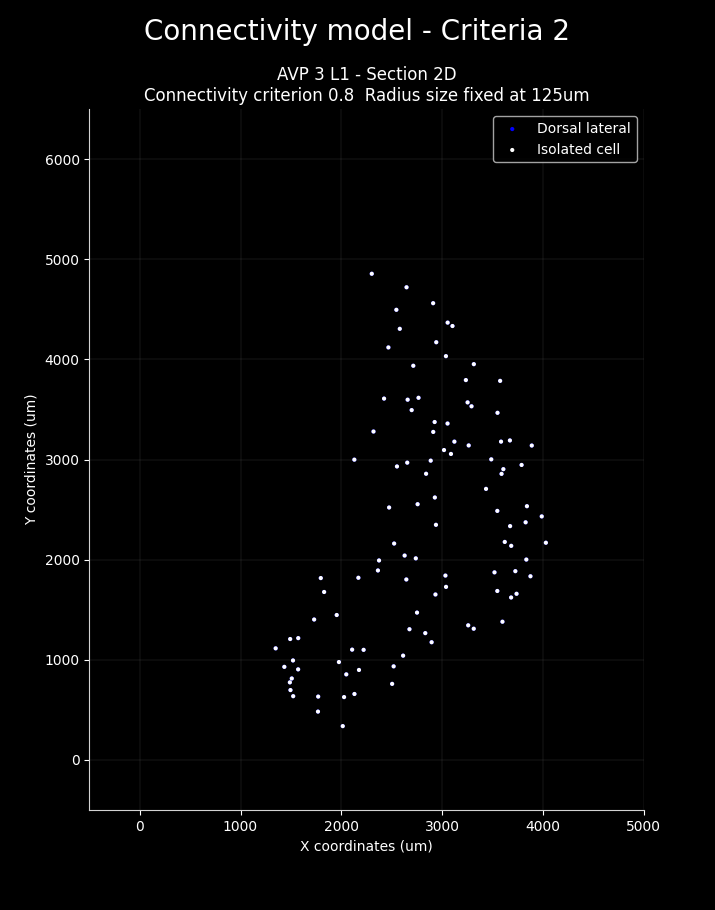 Connectivity model - Criteria 2
AVP 3 L1 - Section 2D
Connectivity criterion 0.8  Radius size fixed at 125um
Dorsal lateral
Isolated cell
6000
5000
4000
3000
2000
1000
0
Y coordinates (um)
0 1000 2000 3000 4000 5000
X coordinates (um)